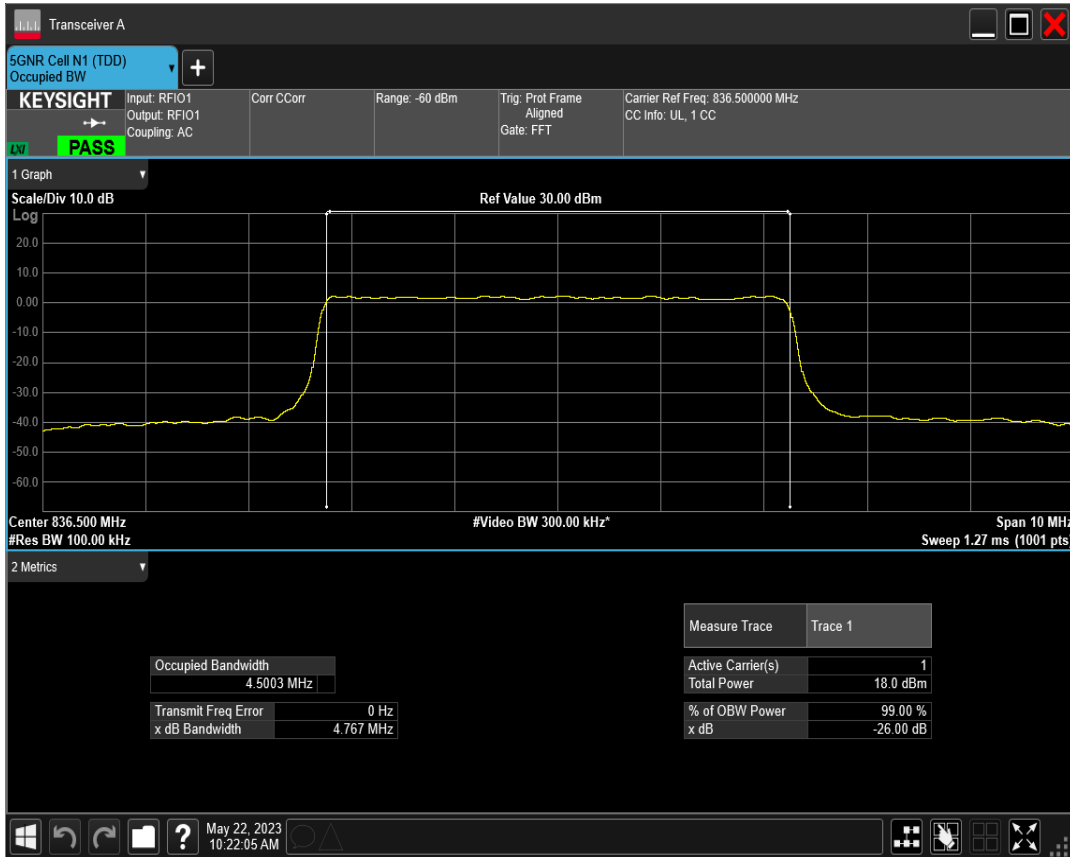 Transceiver A
5GNR Cell N1 (TDD)
Occupied BW
+
KEYSIGHT
LXI
PASS
Input: RFIO1
Output: RFIO1
Coupling: AC
Corr CCorr
Range: -60 dBm
Trig: Prot Frame
Aligned
Gate: FFT
Carrier Ref Freq: 836.500000 MHz
CC Info: UL, 1 CC
1 Graph
Scale/Div 10.0 dB
Ref Value 30.00 dBm
Log
20.0
10.0
0.00
-10.0
-20.0
-30.0
-40.0
-50.0
-60.0
Center 836.500 MHz
#Video BW 300.00 kHz*
Span 10 MHz
#Res BW 100.00 kHz
Sweep 1.27 ms (1001 pts)
2 Metrics
Measure Trace Trace 1
Occupied Bandwidth
4.5003 MHz
Active Carrier(s) 1
Total Power 18.0 dBm
Transmit Freq Error 0 Hz
x dB Bandwidth 4.767 MHz
% of OBW Power 99.00 %
x dB -26.00 dB
?
May 22, 2023
10:22:05 AM